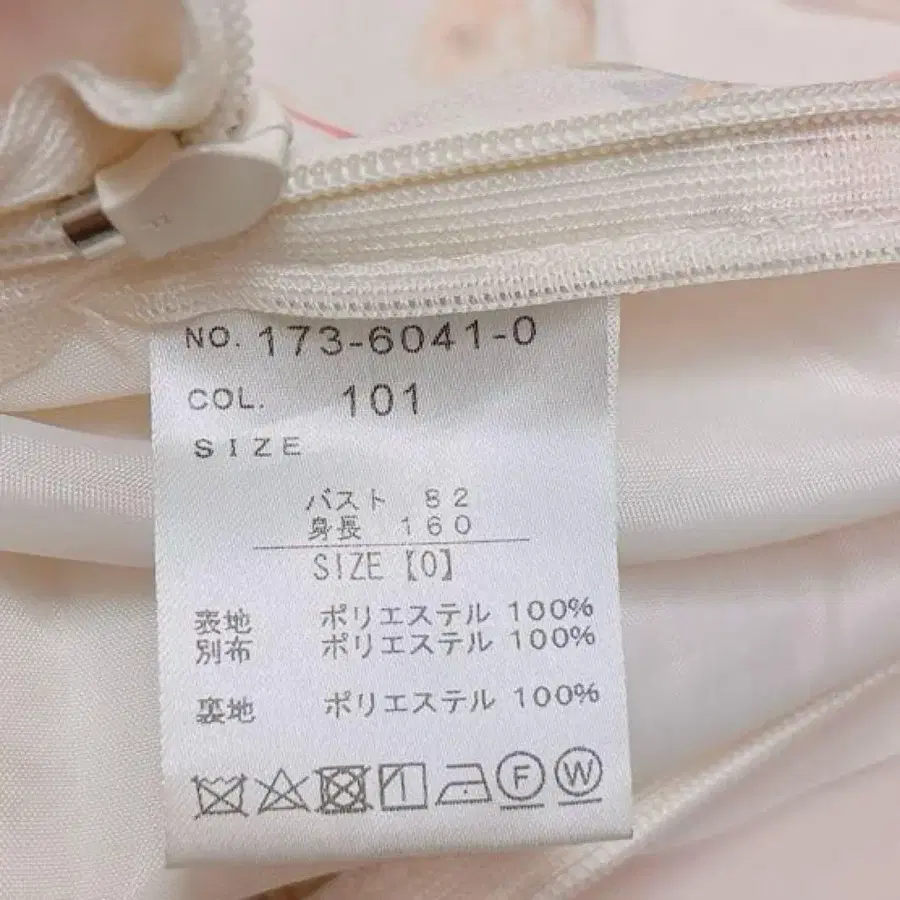 NO. 173-6041-0
COL. 101
SIZE
バスト 82
身長 160
SIZE【0】
表地 ポリエステル 100%
別布 ポリエステル 100%
裏地 ポリエステル 100%
F W